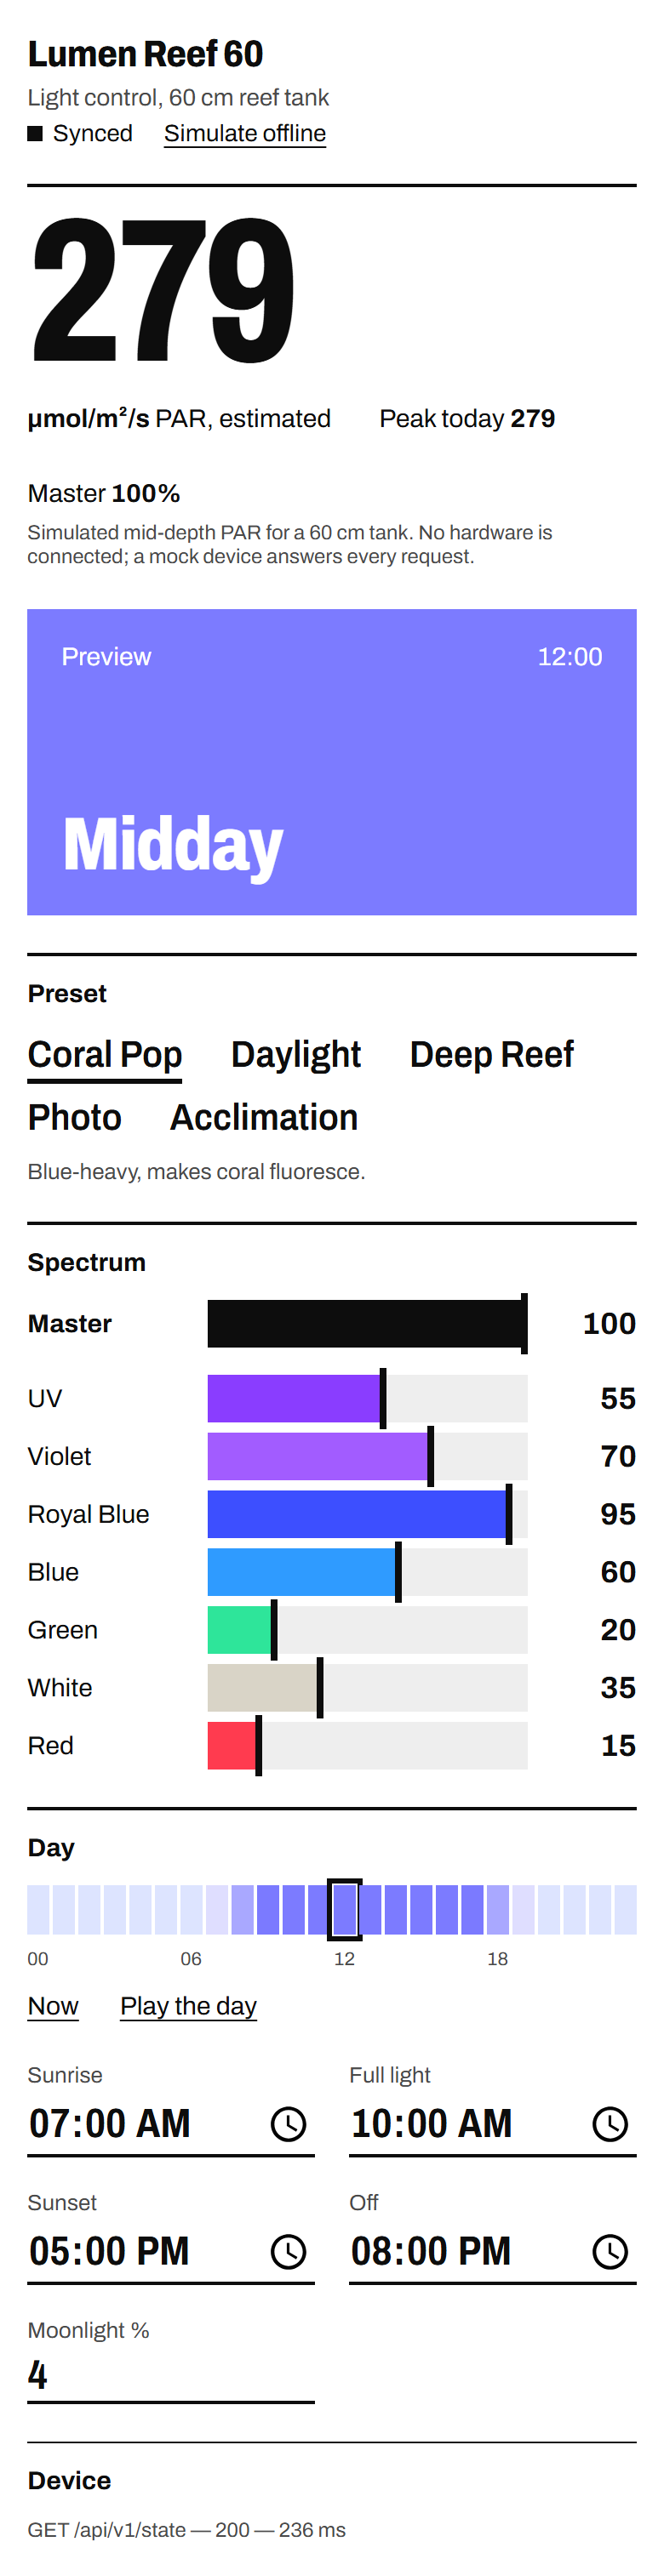 Lumen Reef 60
Light control, 60 cm reef tank
Synced Simulate offline
279
µmol/m²/s PAR, estimated Peak today 279
Master 100%
Simulated mid-depth PAR for a 60 cm tank. No hardware is
connected; a mock device answers every request.
Preview 12:00
Midday
Preset
Coral Pop Daylight Deep Reef
Photo Acclimation
Blue-heavy, makes coral fluoresce.
Spectrum
Master 100
UV 55
Violet 70
Royal Blue 95
Blue 60
Green 20
White 35
Red 15
Day
00 06 12 18
Now Play the day
Sunrise Full light
07:00 AM 10:00 AM
Sunset Off
05:00 PM 08:00 PM
Moonlight %
4
Device
GET /api/v1/state — 200 — 236 ms